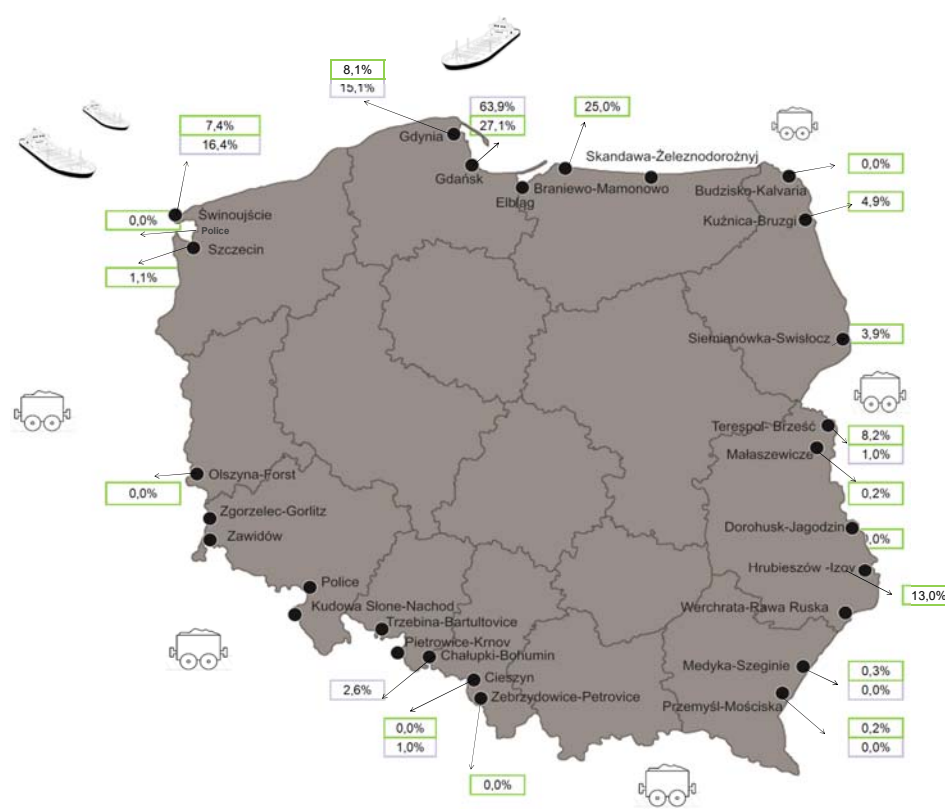 8,1%
15,1%
63,9%
27,1%
25,0%
7,4%
16,4%
Gdynia
Gdańsk
Elbląg
Braniewo-Mamonowo
Skandawa-Żeleznodorożnyj
Budzisko-Kalvaria
0,0%
Kuźnica-Bruzgi
4,9%
Świnoujście
0,0%
Police
Szczecin
1,1%
Siemianówka-Swisłocz
3,9%
Terespol-Brześć
8,2%
1,0%
Małaszewicze
0,2%
Olszyna-Forst
0,0%
Zgorzelec-Gorlitz
Zawidów
Dorohusk-Jagodzin
0,0%
Hrubieszów -Izov
13,0%
Police
Kudowa Słone-Nachod
Trzebina-Bartultovice
Pietrowice-Krnov
Chałupki-Bohumin
2,6%
Cieszyn
0,0%
1,0%
Zebrzydowice-Petrovice
0,0%
Werchrata-Rawa Ruska
Medyka-Szeginie
0,3%
0,0%
Przemyśl-Mościska
0,2%
0,0%